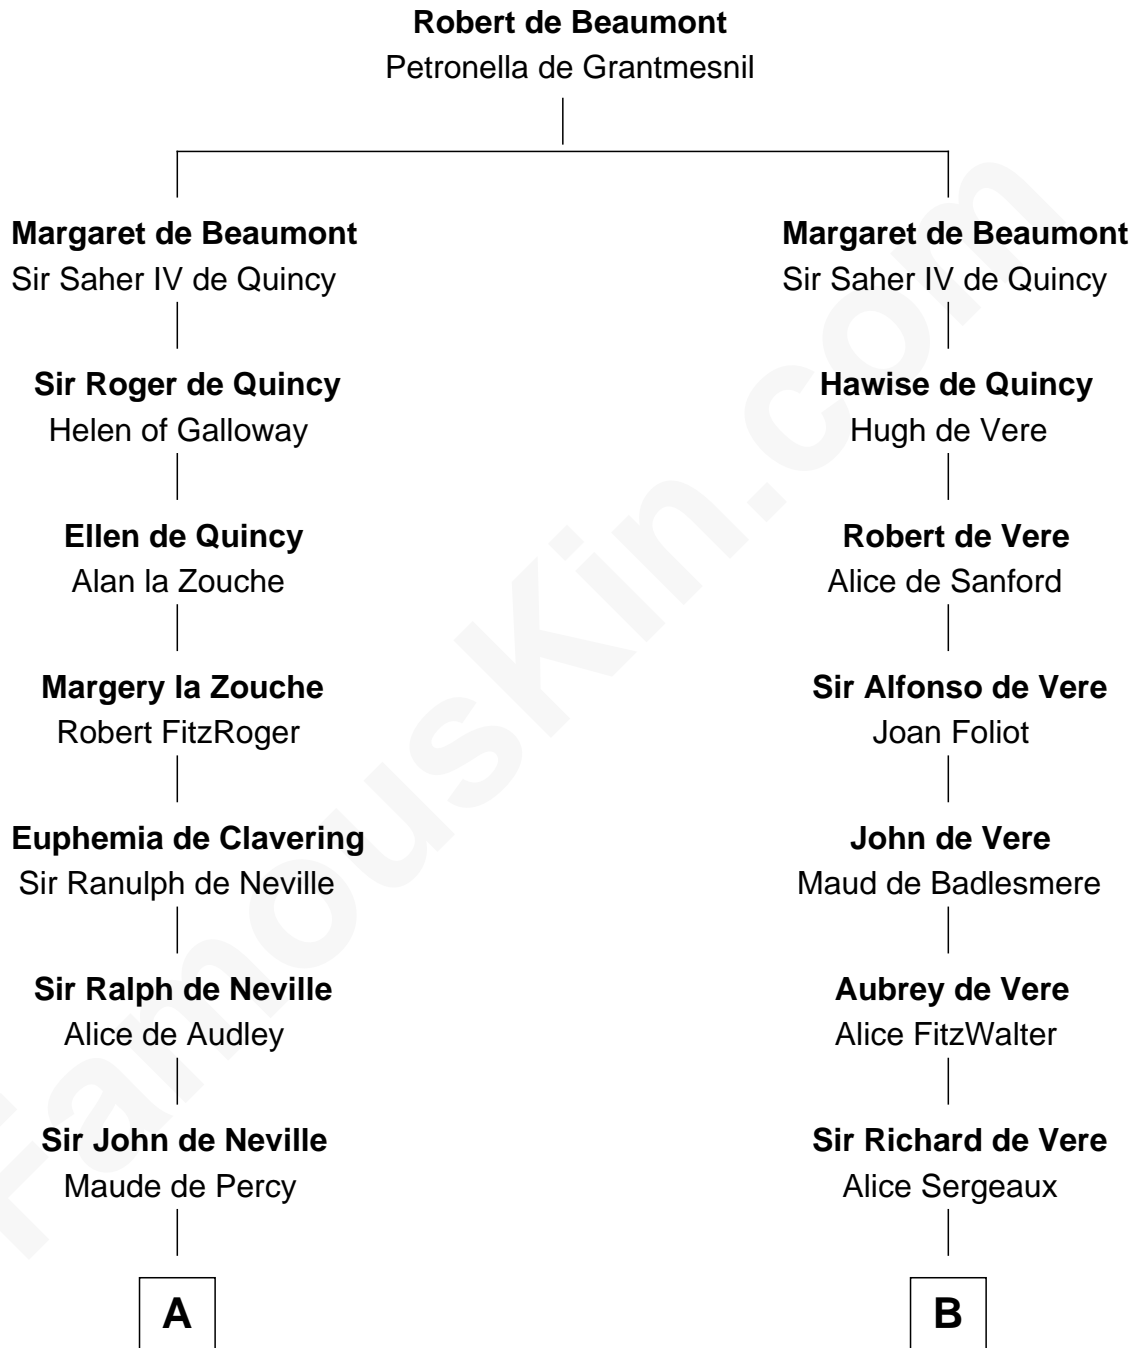 Robert de Beaumont
Petronella de Grantmesnil
Margaret de Beaumont
Sir Saher IV de Quincy
Sir Roger de Quincy
Helen of Galloway
Ellen de Quincy
Alan la Zouche
Margery la Zouche
Robert FitzRoger
Euphemia de Clavering
Sir Ranulph de Neville
Sir Ralph de Neville
Alice de Audley
Sir John de Neville
Maude de Percy
A
Margaret de Beaumont
Sir Saher IV de Quincy
Hawise de Quincy
Hugh de Vere
Robert de Vere
Alice de Sanford
Sir Alfonso de Vere
Joan Foliot
John de Vere
Maud de Badlesmere
Aubrey de Vere
Alice FitzWalter
Sir Richard de Vere
Alice Sergeaux
B
FamousKin.com